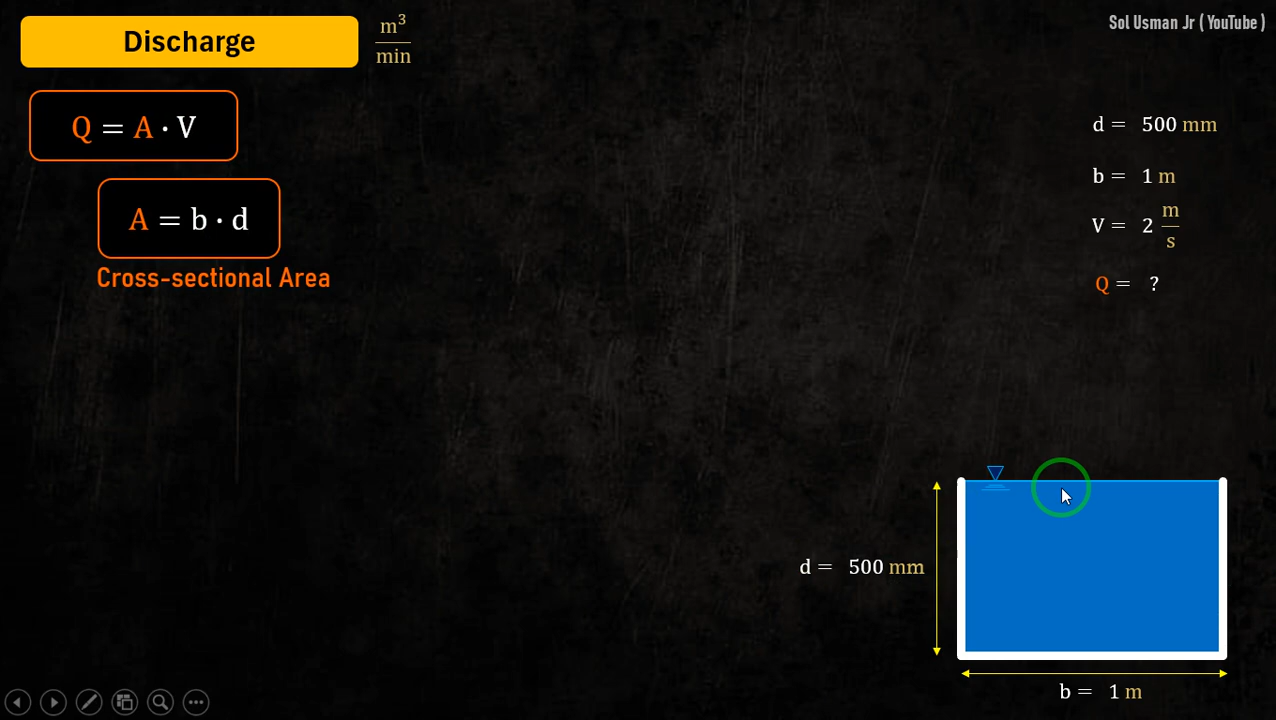 Discharge
m³
min
Sol Usman Jr ( YouTube )
Q = A · V
A = b · d
Cross-sectional Area
d = 500 mm
b = 1 m
V = 2 m/s
Q = ?
d = 500 mm
b = 1 m